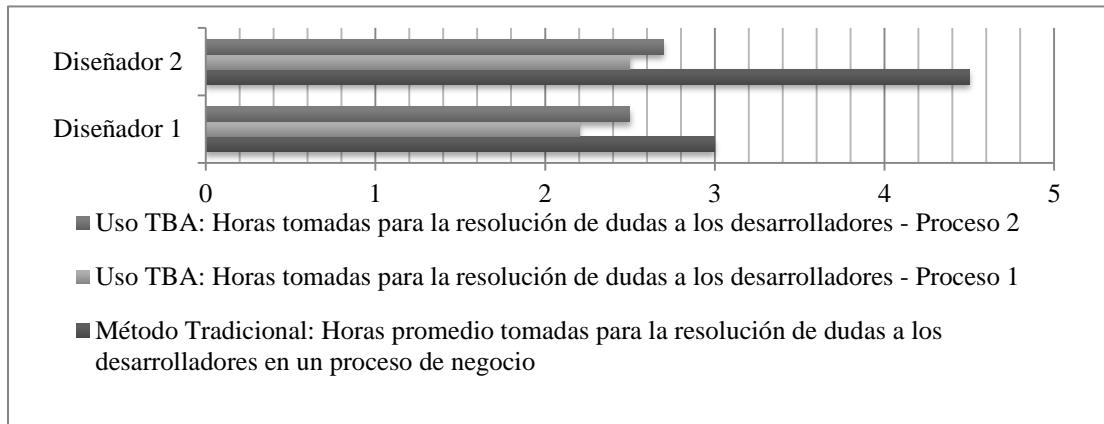 Diseñador 2
Diseñador 1
0 1 2 3 4 5
Uso TBA: Horas tomadas para la resolución de dudas a los desarrolladores - Proceso 2
Uso TBA: Horas tomadas para la resolución de dudas a los desarrolladores - Proceso 1
Método Tradicional: Horas promedio tomadas para la resolución de dudas a los
desarrolladores en un proceso de negocio